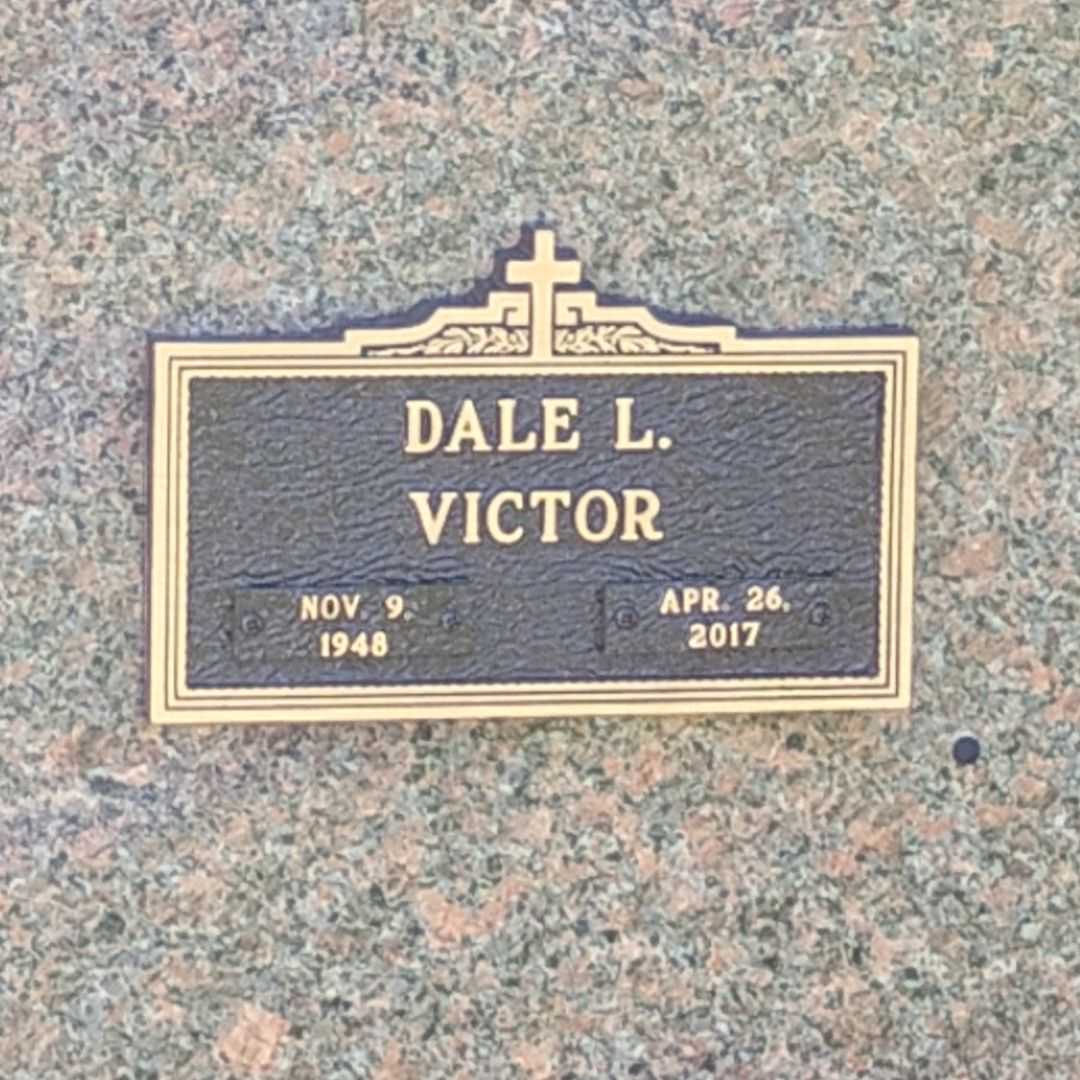 DALE L.
VICTOR
NOV. 9,
1948
APR. 26,
2017